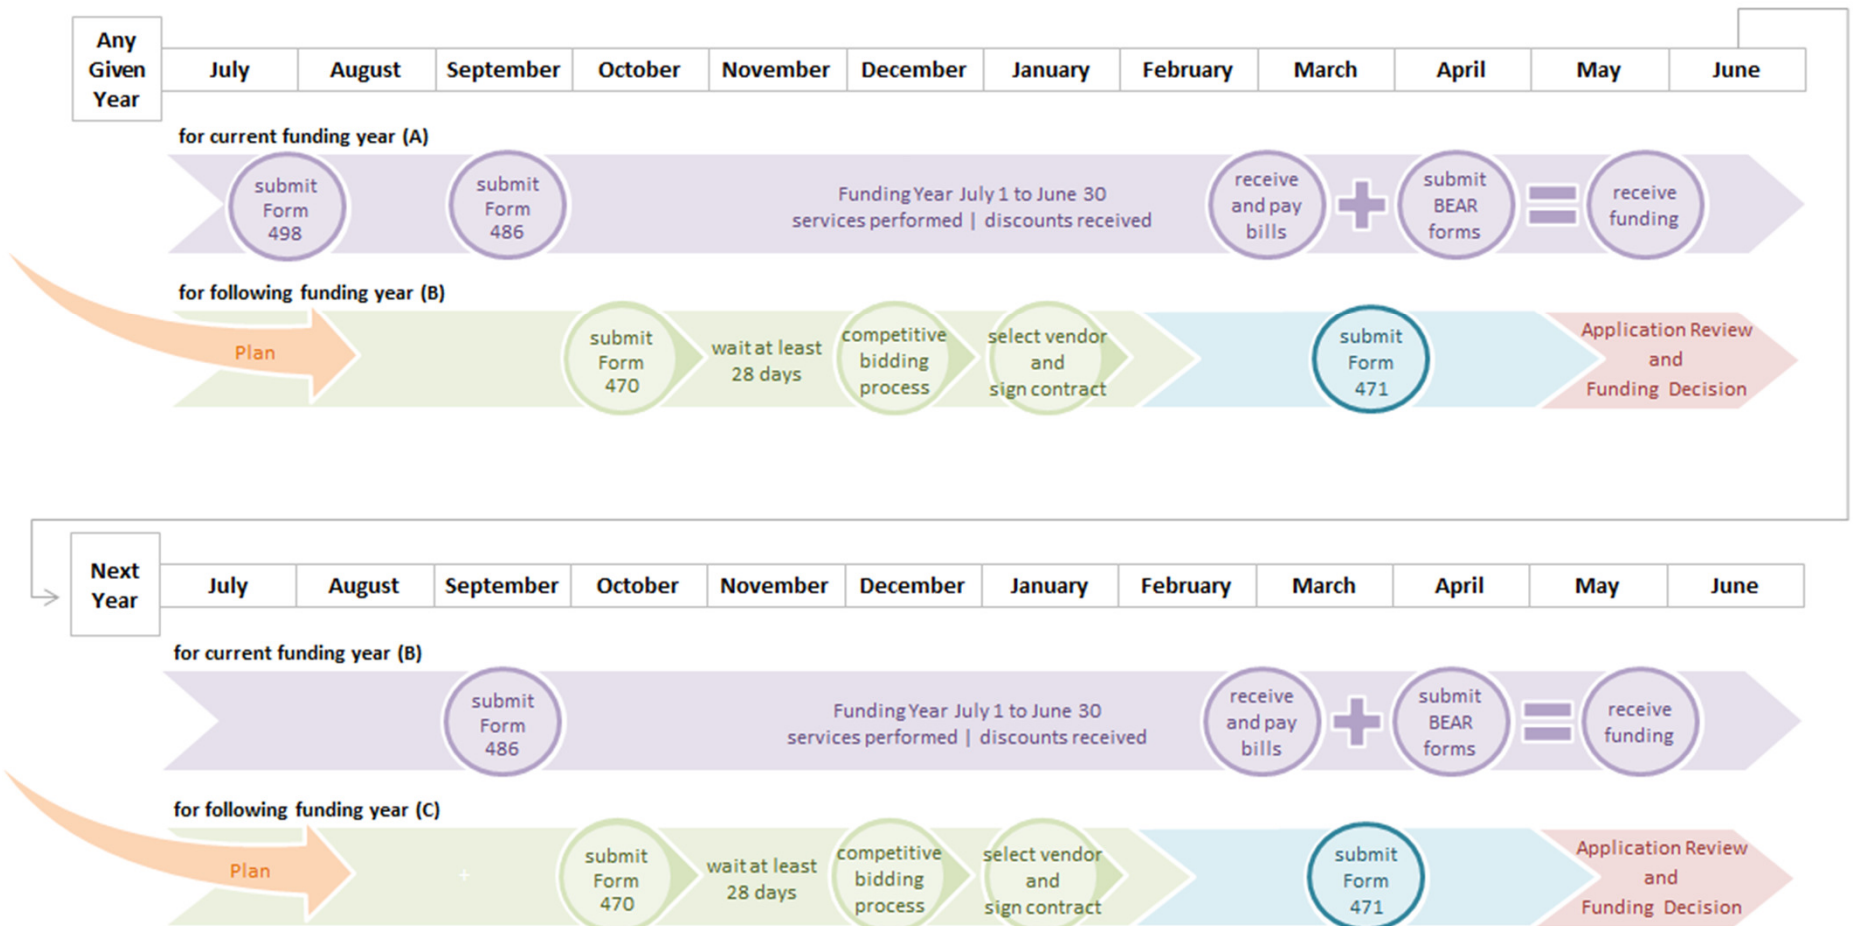 Any
Given
Year
July August September October November December January February March April May June
for current funding year (A)
submit
Form
498
submit
Form
486
Funding Year July 1 to June 30
services performed | discounts received
receive
and pay
bills
+
submit
BEAR
forms
=
receive
funding
for following funding year (B)
Plan
submit
Form
470
wait at least
28 days
competitive
bidding
process
select vendor
and
sign contract
submit
Form
471
Application Review
and
Funding Decision
Next
Year
July August September October November December January February March April May June
for current funding year (B)
submit
Form
486
Funding Year July 1 to June 30
services performed | discounts received
receive
and pay
bills
+
submit
BEAR
forms
=
receive
funding
for following funding year (C)
Plan
+
submit
Form
470
wait at least
28 days
competitive
bidding
process
select vendor
and
sign contract
submit
Form
471
Application Review
and
Funding Decision